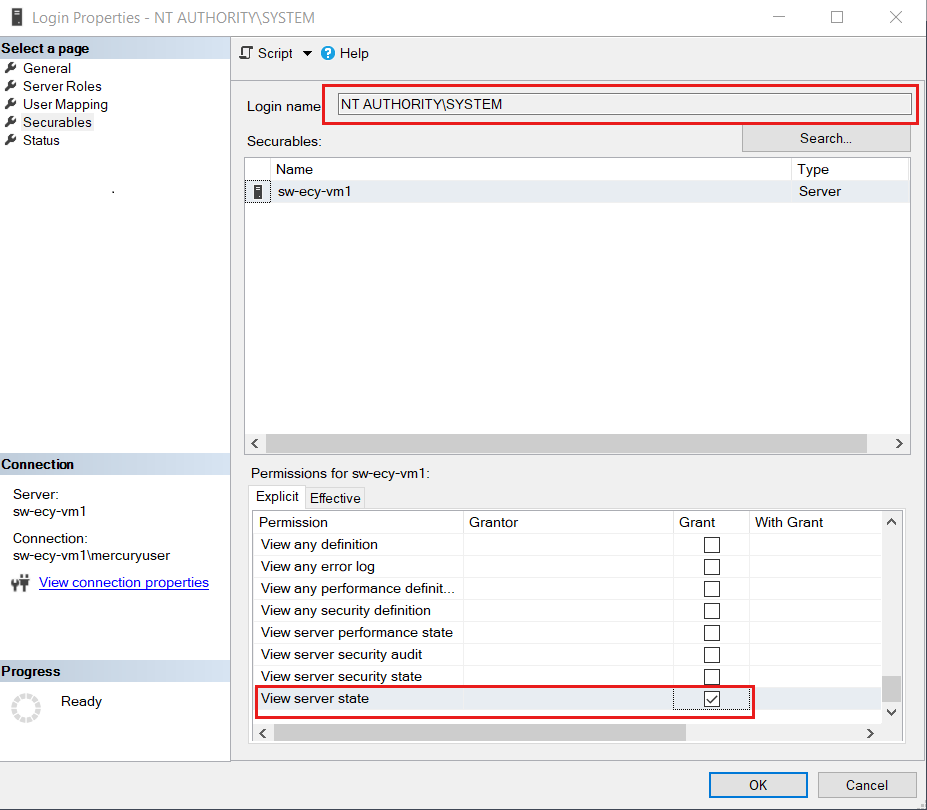 Login Properties - NT AUTHORITY\SYSTEM
Select a page
General
Server Roles
User Mapping
Securables
Status
Script
Help
Login name
NT AUTHORITY\SYSTEM
Securables:
Search...
Name Type
sw-ecy-vm1 Server
Permissions for sw-ecy-vm1:
Explicit Effective
Permission Grantor Grant With Grant
View any definition
View any error log
View any performance definit...
View any security definition
View server performance state
View server security audit
View server security state
View server state
Connection
Server:
sw-ecy-vm1
Connection:
sw-ecy-vm1\mercuryuser
View connection properties
Progress
Ready
OK Cancel